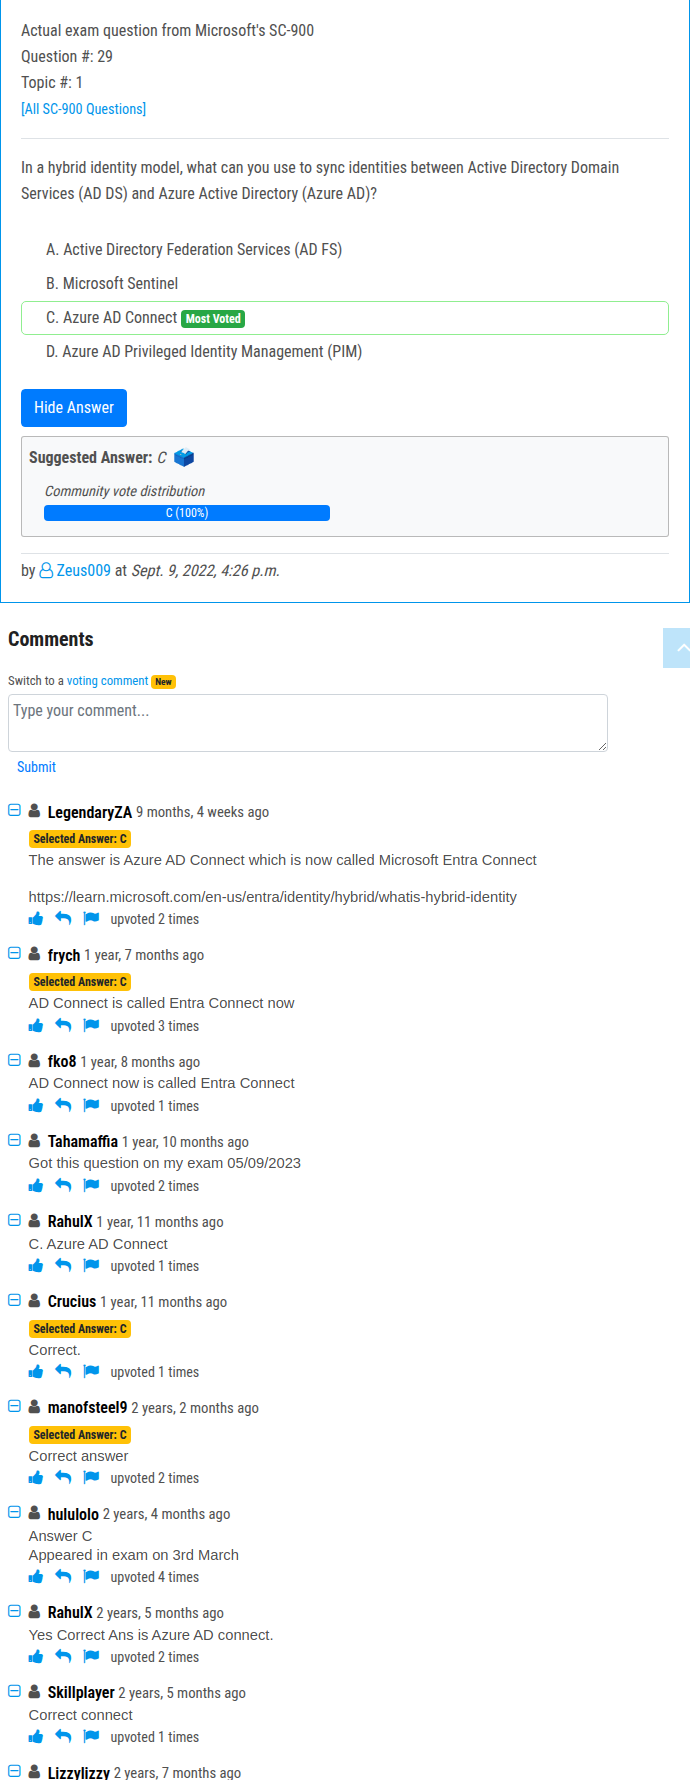 Actual exam question from Microsoft's SC-900
Question #: 29
Topic #: 1
[All SC-900 Questions]
In a hybrid identity model, what can you use to sync identities between Active Directory Domain
Services (AD DS) and Azure Active Directory (Azure AD)?
A. Active Directory Federation Services (AD FS)
B. Microsoft Sentinel
C. Azure AD Connect Most Voted
D. Azure AD Privileged Identity Management (PIM)
Hide Answer
Suggested Answer: C
Community vote distribution
C (100%)
by Zeus009 at Sept. 9, 2022, 4:26 p.m.
Comments
Switch to a voting comment New
Type your comment...
Submit
LegendaryZA 9 months, 4 weeks ago
Selected Answer: C
The answer is Azure AD Connect which is now called Microsoft Entra Connect
https://learn.microsoft.com/en-us/entra/identity/hybrid/whatis-hybrid-identity
upvoted 2 times
frych 1 year, 7 months ago
Selected Answer: C
AD Connect is called Entra Connect now
upvoted 3 times
fko8 1 year, 8 months ago
AD Connect now is called Entra Connect
upvoted 1 times
Tahamaffia 1 year, 10 months ago
Got this question on my exam 05/09/2023
upvoted 2 times
RahulX 1 year, 11 months ago
C. Azure AD Connect
upvoted 1 times
Crucius 1 year, 11 months ago
Selected Answer: C
Correct.
upvoted 1 times
manofsteel9 2 years, 2 months ago
Selected Answer: C
Correct answer
upvoted 2 times
hululolo 2 years, 4 months ago
Answer C
Appeared in exam on 3rd March
upvoted 4 times
RahulX 2 years, 5 months ago
Yes Correct Ans is Azure AD connect.
upvoted 2 times
Skillplayer 2 years, 5 months ago
Correct connect
upvoted 1 times
Lizzylizzy 2 years, 7 months ago